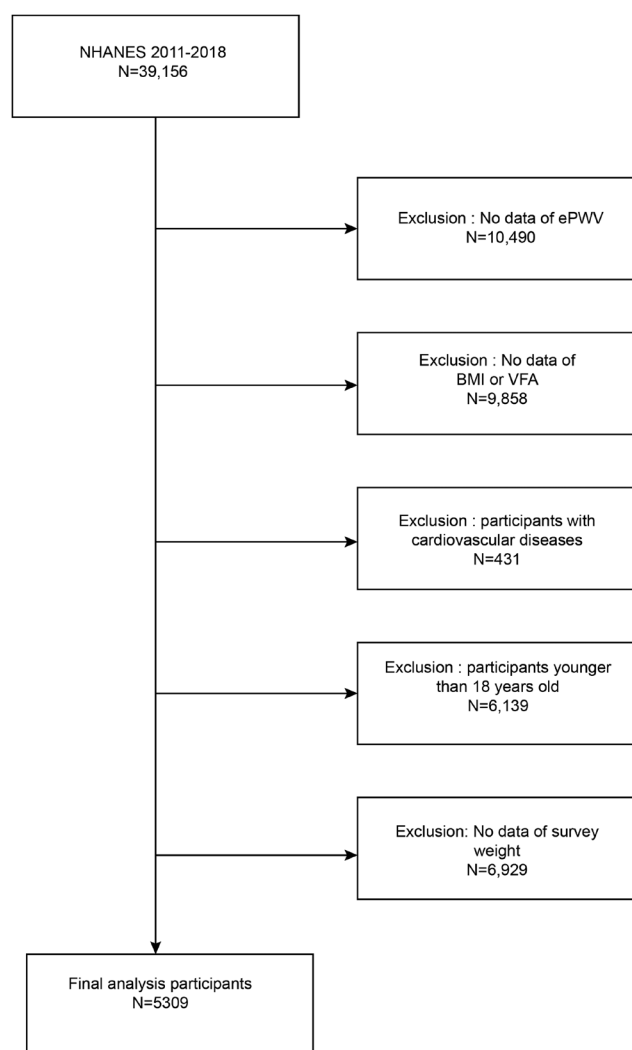 NHANES 2011-2018
N=39,156
Exclusion : No data of ePWV
N=10,490
Exclusion : No data of
BMI or VFA
N=9,858
Exclusion : participants with
cardiovascular diseases
N=431
Exclusion : participants younger
than 18 years old
N=6,139
Exclusion: No data of survey
weight
N=6,929
Final analysis participants
N=5309